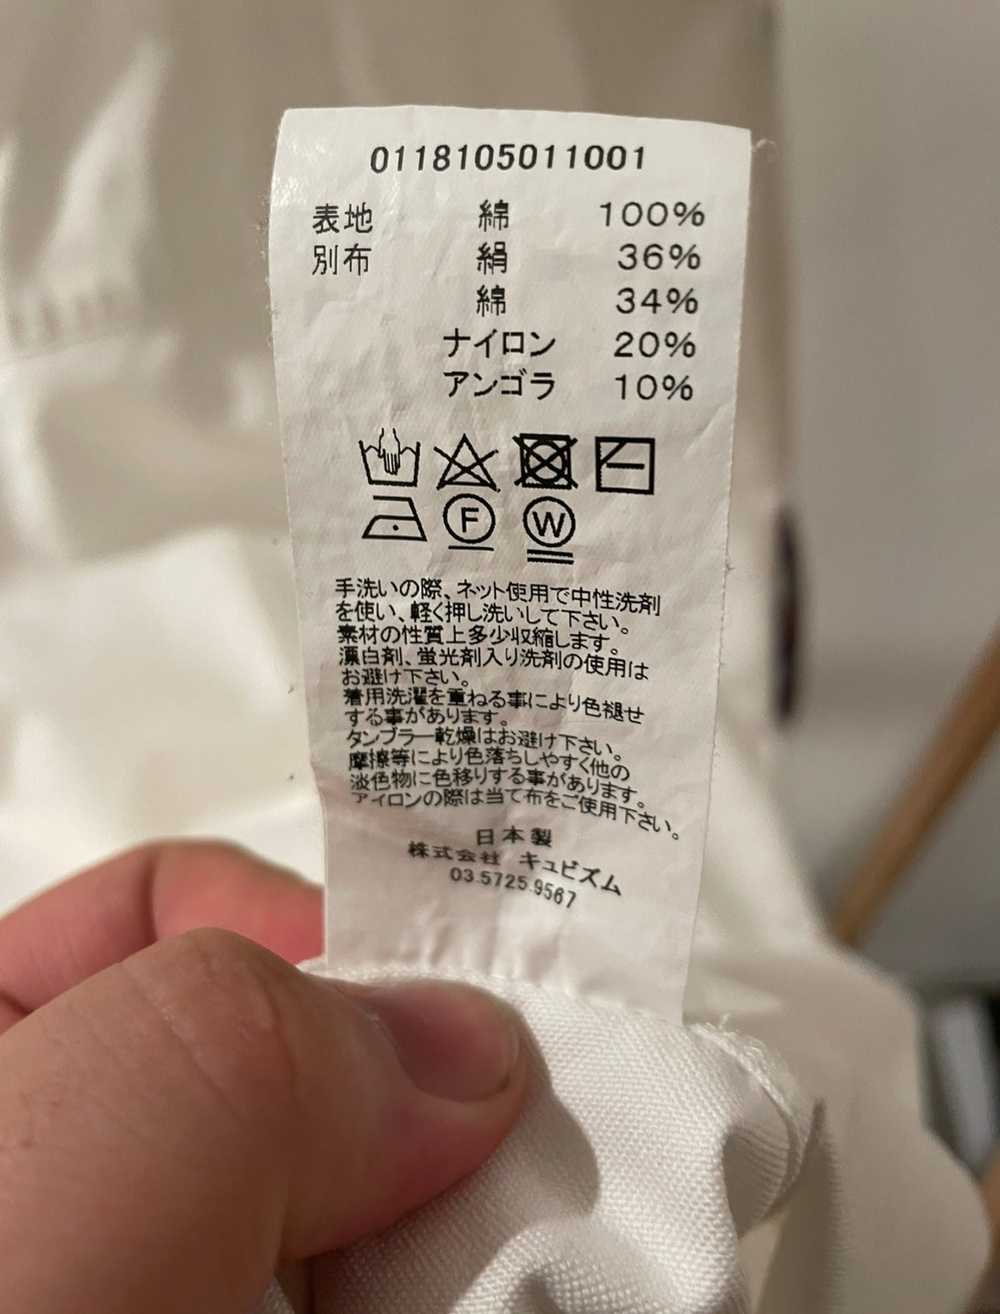 0118105011001
表地 綿 100%
別布 絹 36%
綿 34%
ナイロン 20%
アンゴラ 10%
F W
手洗いの際、ネット使用で中性洗剤
を使い、軽く押し洗いして下さい。
素材の性質上多少収縮します。
漂白剤、蛍光剤入り洗剤の使用は
お避け下さい。
着用洗濯を重ねる事により色褪せ
する事があります。
タンブラー乾燥はお避け下さい。
摩擦等により色落ちしやすく他の
淡色物に色移りする事があります。
アイロンの際は当て布をご使用下さい。
日本製
株式会社 キュビズム
03.5725.9567